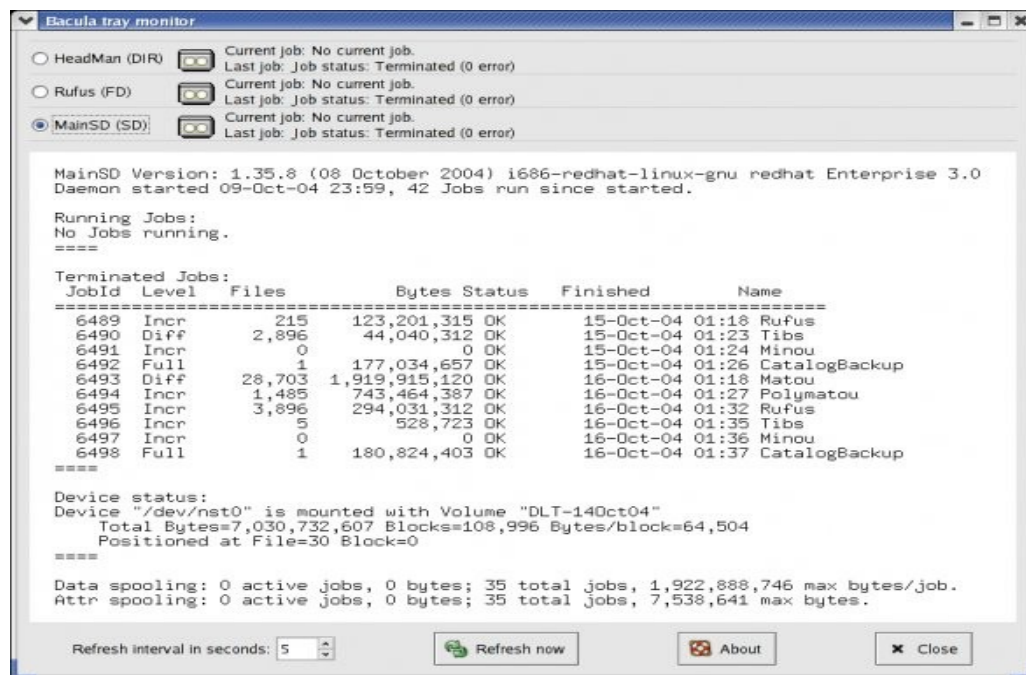 Bacula tray monitor
HeadMan (DIR) Current job: No current job.
Last job: Job status: Terminated (0 error)
Rufus (FD) Current job: No current job.
Last job: Job status: Terminated (0 error)
MainSD (SD) Current job: No current job.
Last job: Job status: Terminated (0 error)
MainSD Version: 1.35.8 (08 October 2004) i686-redhat-linux-gnu redhat Enterprise 3.0
Daemon started 09-Oct-04 23:59, 42 Jobs run since started.
Running Jobs:
No Jobs running.
====
Terminated Jobs:
JobId Level Files Bytes Status Finished Name
======================================================================
6489 Incr 215 123,201,315 OK 15-Oct-04 01:18 Rufus
6490 Diff 2,896 44,040,312 OK 15-Oct-04 01:23 Tibs
6491 Incr 0 0 OK 15-Oct-04 01:24 Minou
6492 Full 1 177,034,657 OK 15-Oct-04 01:26 CatalogBackup
6493 Diff 28,703 1,919,915,120 OK 16-Oct-04 01:18 Matou
6494 Incr 1,485 743,464,387 OK 16-Oct-04 01:27 Polymatou
6495 Incr 3,896 294,031,312 OK 16-Oct-04 01:32 Rufus
6496 Incr 5 528,723 OK 16-Oct-04 01:35 Tibs
6497 Incr 0 0 OK 16-Oct-04 01:36 Minou
6498 Full 1 180,824,403 OK 16-Oct-04 01:37 CatalogBackup
====
Device status:
Device "/dev/nst0" is mounted with Volume "DLT-14Oct04"
Total Bytes=7,030,732,607 Blocks=108,996 Bytes/block=64,504
Positioned at File=30 Block=0
====
Data spooling: 0 active jobs, 0 bytes; 35 total jobs, 1,922,888,746 max bytes/job.
Attr spooling: 0 active jobs, 0 bytes; 35 total jobs, 7,538,641 max bytes.
Refresh interval in seconds: 5 Refresh now About Close